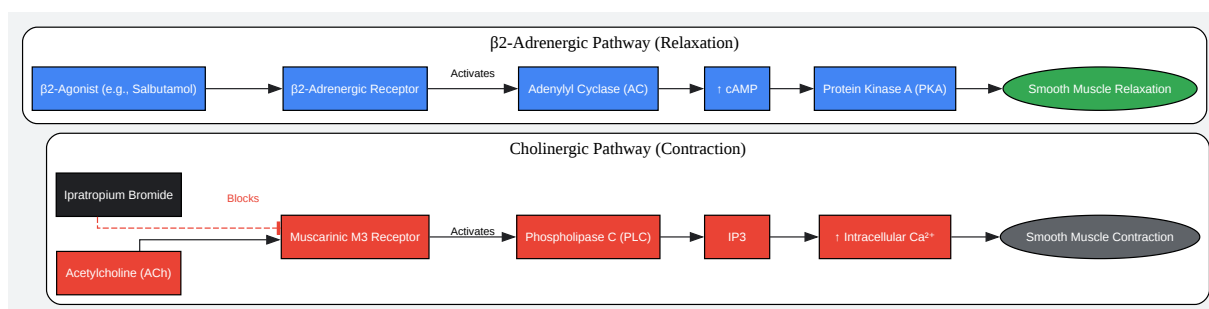 β2-Adrenergic Pathway (Relaxation)
β2-Agonist (e.g., Salbutamol)
β2-Adrenergic Receptor
Activates
Adenylyl Cyclase (AC)
↑ cAMP
Protein Kinase A (PKA)
Smooth Muscle Relaxation
Cholinergic Pathway (Contraction)
Ipratropium Bromide
Blocks
Acetylcholine (ACh)
Muscarinic M3 Receptor
Activates
Phospholipase C (PLC)
IP3
↑ Intracellular Ca²⁺
Smooth Muscle Contraction